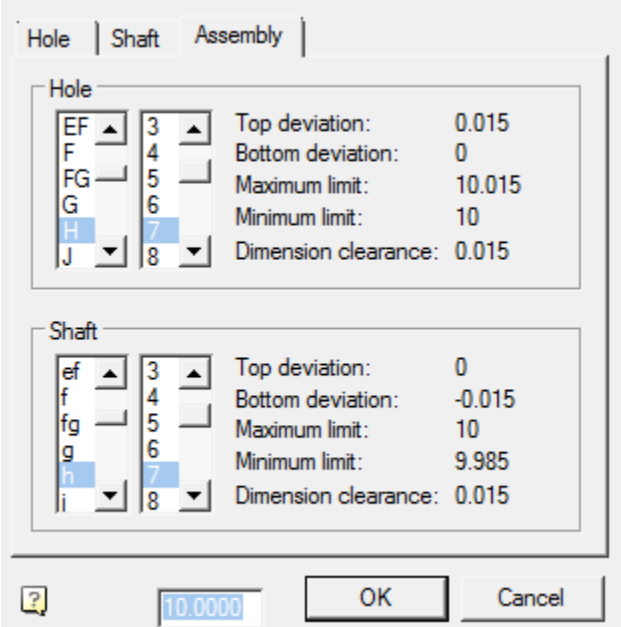 Hole Shaft Assembly
Hole
EF 3 Top deviation: 0.015
F 4 Bottom deviation: 0
FG 5 Maximum limit: 10.015
G 6 Minimum limit: 10
H 7 Dimension clearance: 0.015
J 8
Shaft
ef 3 Top deviation: 0
f 4 Bottom deviation: -0.015
fg 5 Maximum limit: 10
g 6 Minimum limit: 9.985
h 7 Dimension clearance: 0.015
j 8
? 10.0000 OK Cancel